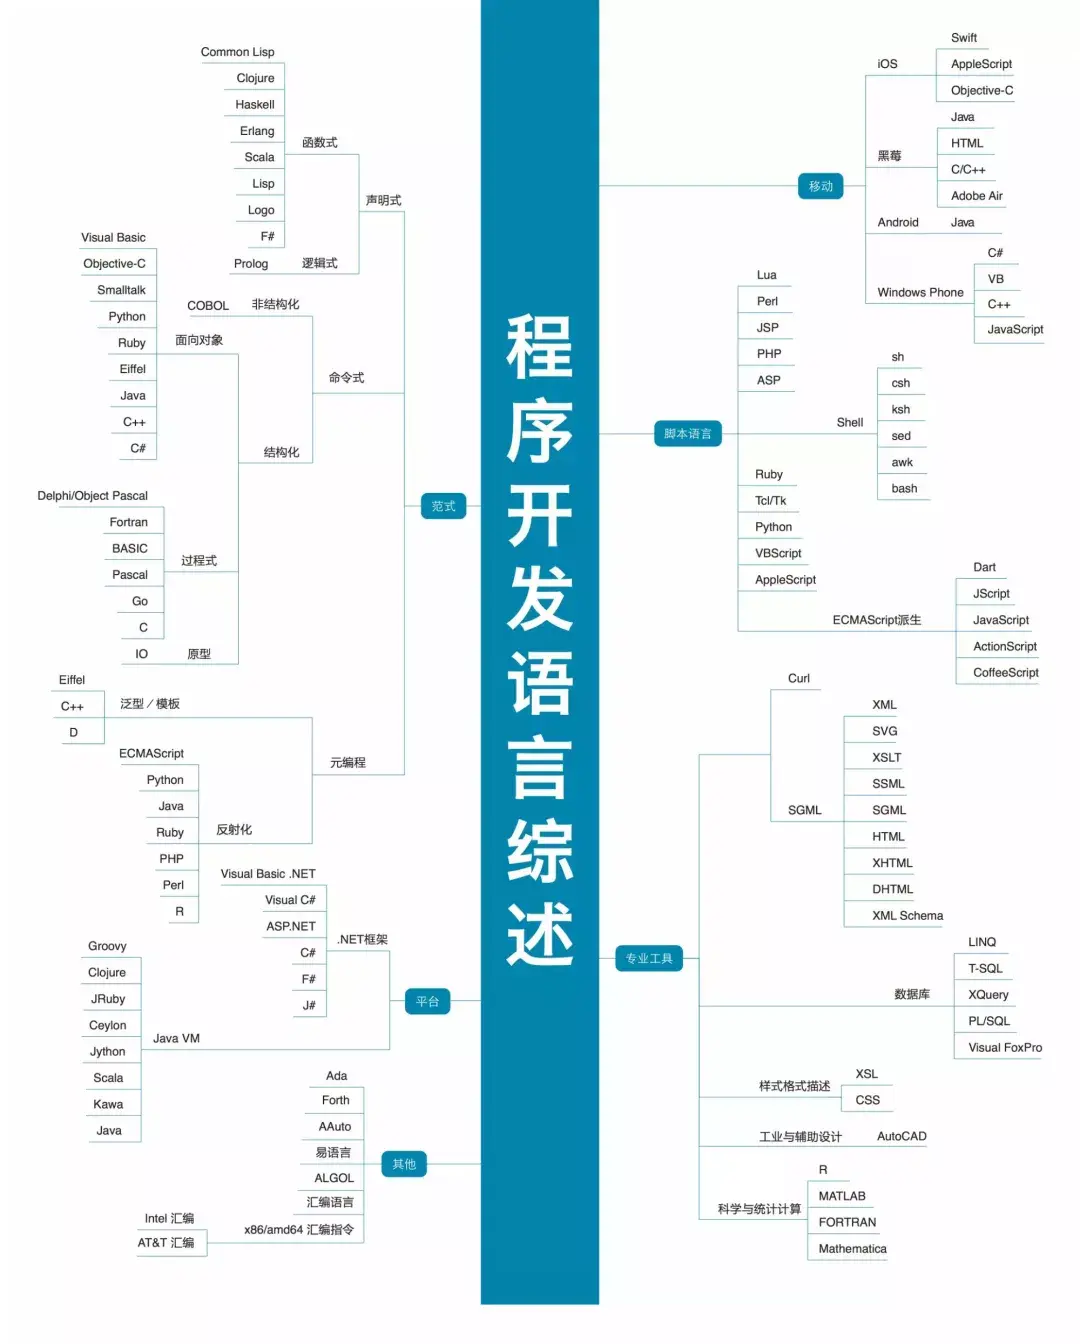 程序开发语言综述
范式
声明式
函数式
Common Lisp
Clojure
Haskell
Erlang
Scala
Lisp
Logo
F#
逻辑式
Prolog
命令式
非结构化
COBOL
结构化
面向对象
Visual Basic
Objective-C
Smalltalk
Python
Ruby
Eiffel
Java
C++
C#
过程式
Delphi/Object Pascal
Fortran
BASIC
Pascal
Go
C
原型
IO
元编程
泛型／模板
Eiffel
C++
D
反射化
ECMAScript
Python
Java
Ruby
PHP
Perl
R
平台
.NET框架
Visual Basic .NET
Visual C#
ASP.NET
C#
F#
J#
Java VM
Groovy
Clojure
JRuby
Ceylon
Jython
Scala
Kawa
Java
其他
Ada
Forth
AAuto
易语言
ALGOL
汇编语言
x86/amd64 汇编指令
Intel 汇编
AT&T 汇编
移动
iOS
Swift
AppleScript
Objective-C
黑莓
Java
HTML
C/C++
Adobe Air
Android
Java
Windows Phone
C#
VB
C++
JavaScript
脚本语言
Lua
Perl
JSP
PHP
ASP
Shell
sh
csh
ksh
sed
awk
bash
Ruby
Tcl/Tk
Python
VBScript
AppleScript
ECMAScript派生
Dart
JScript
JavaScript
ActionScript
CoffeeScript
专业工具
Curl
SGML
XML
SVG
XSLT
SSML
SGML
HTML
XHTML
DHTML
XML Schema
数据库
LINQ
T-SQL
XQuery
PL/SQL
Visual FoxPro
样式格式描述
XSL
CSS
工业与辅助设计
AutoCAD
科学与统计计算
R
MATLAB
FORTRAN
Mathematica